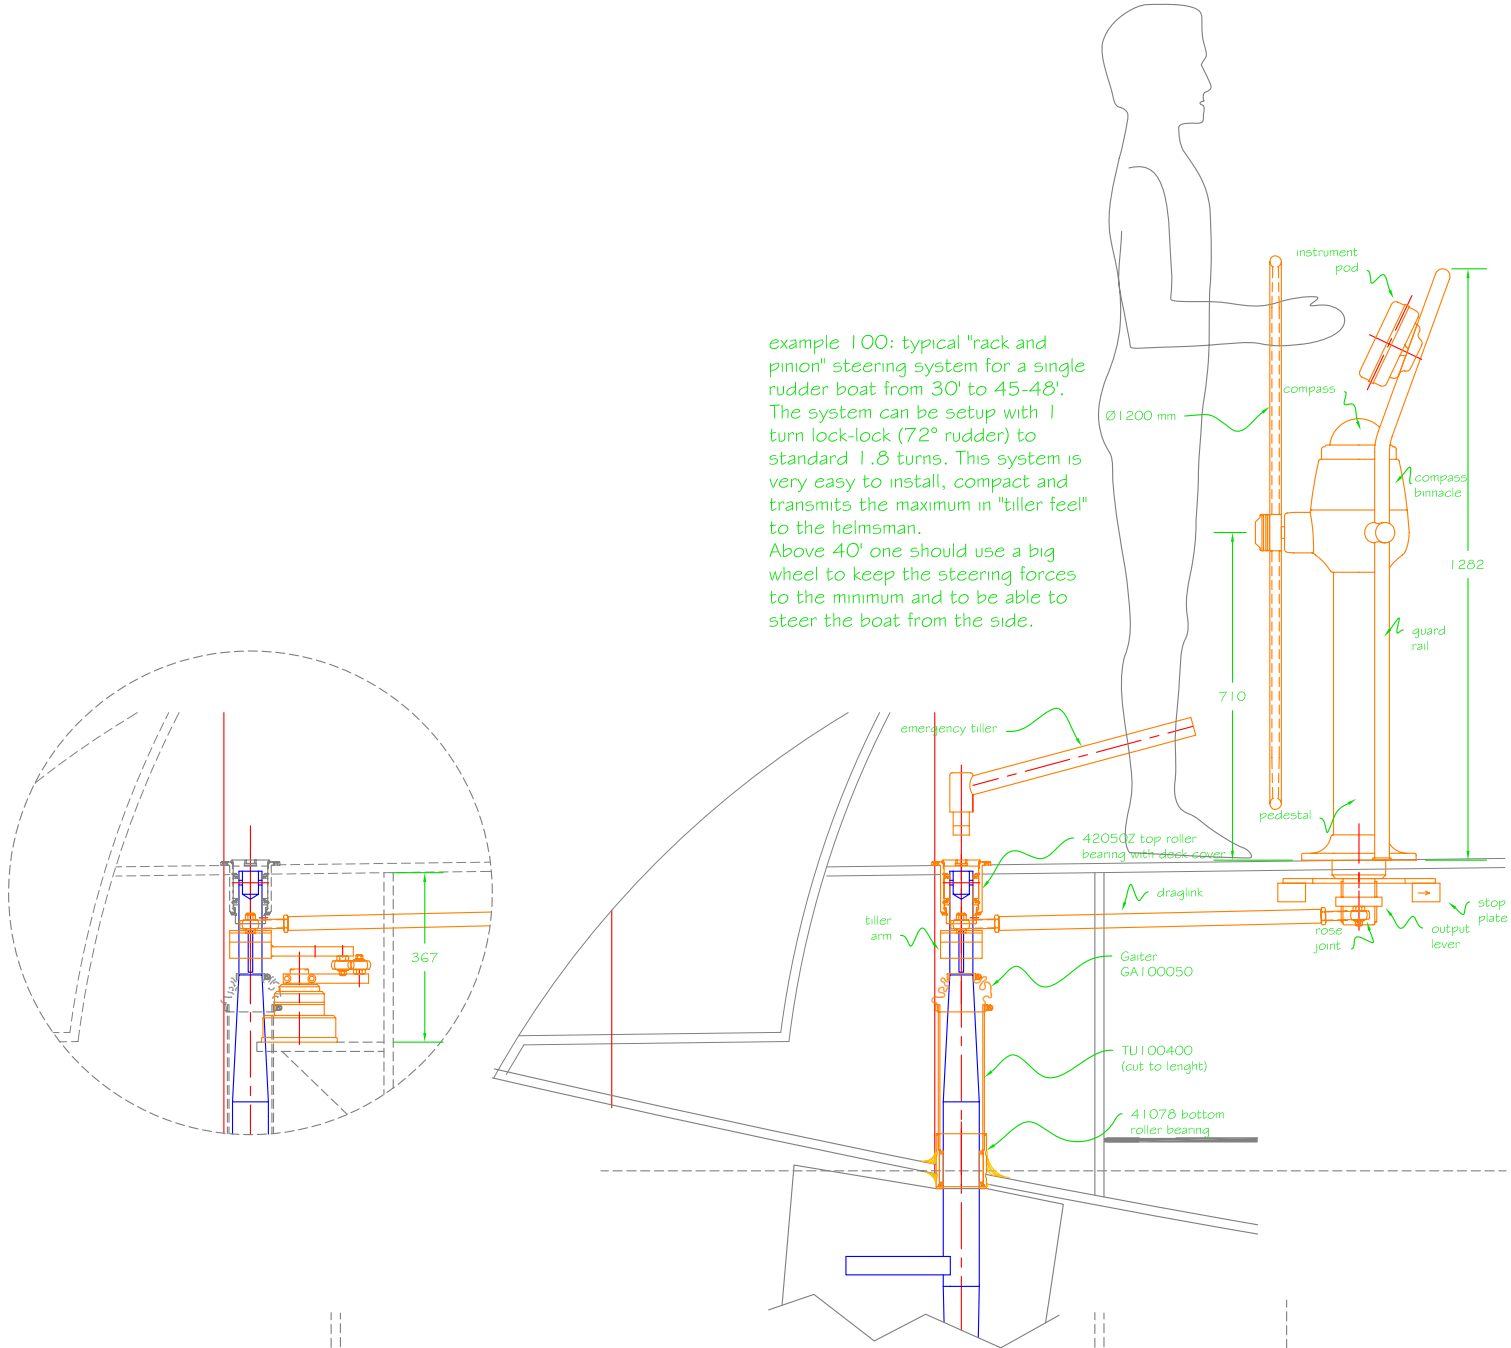 instrument
pod
example 100: typical "rack and
pinion" steering system for a single
rudder boat from 30' to 45-48'.
The system can be setup with 1
turn lock-lock (72° rudder) to
standard 1.8 turns. This system is
very easy to install, compact and
transmits the maximum in "tiller feel"
to the helmsman.
Above 40' one should use a big
wheel to keep the steering forces
to the minimum and to be able to
steer the boat from the side.
compass
Ø1200 mm
compass
binnacle
1282
guard
rail
710
emergency tiller
pedestal
42050Z top roller
bearing with deck cover
draglink
tiller
arm
stop
plate
output
lever
rose
joint
367
Gaiter
GA100050
TU100400
(cut to lenght)
41078 bottom
roller bearing